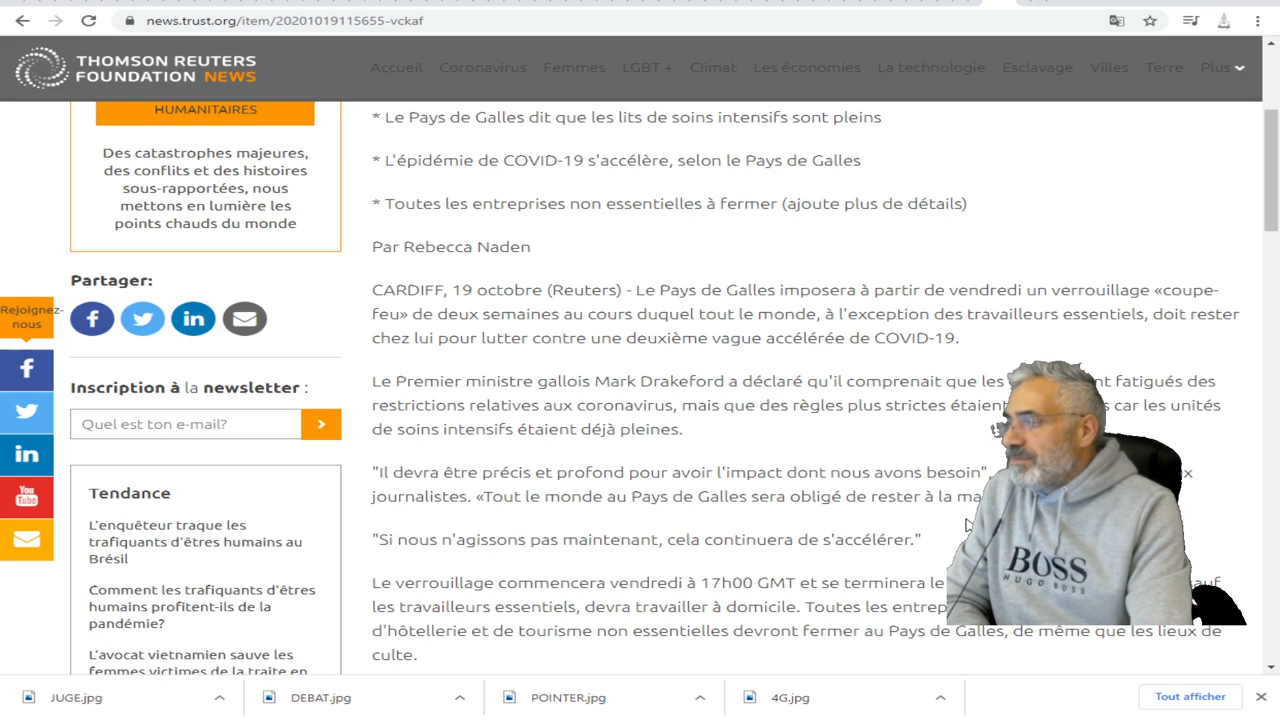 news.trust.org/item/20201019115655-vckaf
THOMSON REUTERS
FOUNDATION NEWS
Accueil Coronavirus Femmes LGBT + Climat Les économies La technologie Esclavage Villes Terre Plus
HUMANITAIRES
Des catastrophes majeures,
des conflits et des histoires
sous-rapportées, nous
mettons en lumière les
points chauds du monde
Partager:
Rejoignez-
nous
Inscription à la newsletter :
Quel est ton e-mail?
You
Tube
Tendance
L'enquêteur traque les
trafiquants d'êtres humains au
Brésil
Comment les trafiquants d'êtres
humains profitent-ils de la
pandémie?
L'avocat vietnamien sauve les
femmes victimes de la traite en
* Le Pays de Galles dit que les lits de soins intensifs sont pleins
* L'épidémie de COVID-19 s'accélère, selon le Pays de Galles
* Toutes les entreprises non essentielles à fermer (ajoute plus de détails)
Par Rebecca Naden
CARDIFF, 19 octobre (Reuters) - Le Pays de Galles imposera à partir de vendredi un verrouillage «coupe-
feu» de deux semaines au cours duquel tout le monde, à l'exception des travailleurs essentiels, doit rester
chez lui pour lutter contre une deuxième vague accélérée de COVID-19.
Le Premier ministre gallois Mark Drakeford a déclaré qu'il comprenait que les fatigués des
restrictions relatives aux coronavirus, mais que des règles plus strictes car les unités
de soins intensifs étaient déjà pleines.
"Il devra être précis et profond pour avoir l'impact dont nous avons besoin",
journalistes. «Tout le monde au Pays de Galles sera obligé de rester à la
"Si nous n'agissons pas maintenant, cela continuera de s'accélérer."
Le verrouillage commencera vendredi à 17h00 GMT et se terminera le
les travailleurs essentiels, devra travailler à domicile. Toutes les
d'hôtellerie et de tourisme non essentielles devront fermer au Pays de Galles, de même que les lieux de
culte.
BOSS
HUGO BOSS
JUGE.jpg DEBAT.jpg POINTER.jpg 4G.jpg Tout afficher